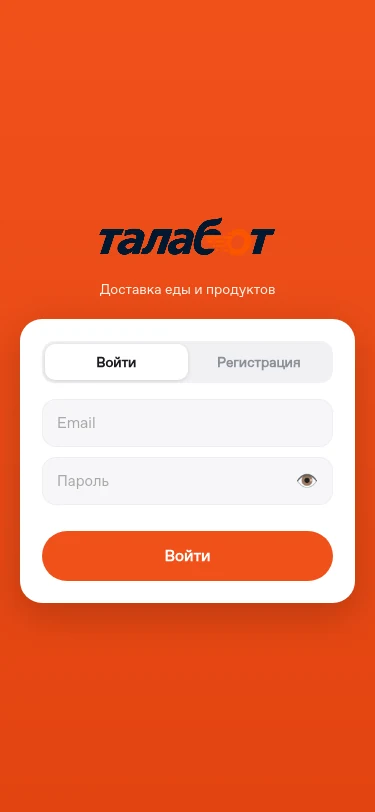 талабот
Доставка еды и продуктов
Войти
Регистрация
Email
Пароль
Войти